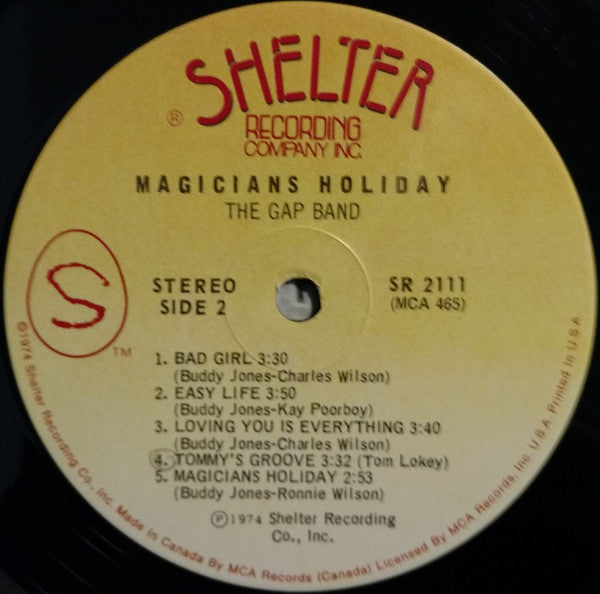 SHELTER
®
RECORDING
COMPANY INC.
MAGICIANS HOLIDAY
THE GAP BAND
STEREO
SIDE 2
SR 2111
(MCA 465)
S
TM
1. BAD GIRL 3:30
(Buddy Jones-Charles Wilson)
2. EASY LIFE 3:50
(Buddy Jones-Kay Poorboy)
3. LOVING YOU IS EVERYTHING 3:40
(Buddy Jones-Charles Wilson)
4. TOMMY'S GROOVE 3:32 (Tom Lokey)
5. MAGICIANS HOLIDAY 2:53
(Buddy Jones-Ronnie Wilson)
℗1974 Shelter Recording
Co., Inc.
©1974 Shelter Recording Co., Inc. Made in Canada By MCA Records (Canada) Licensed By MCA Records, Inc. U.S.A. Printed in U.S.A.